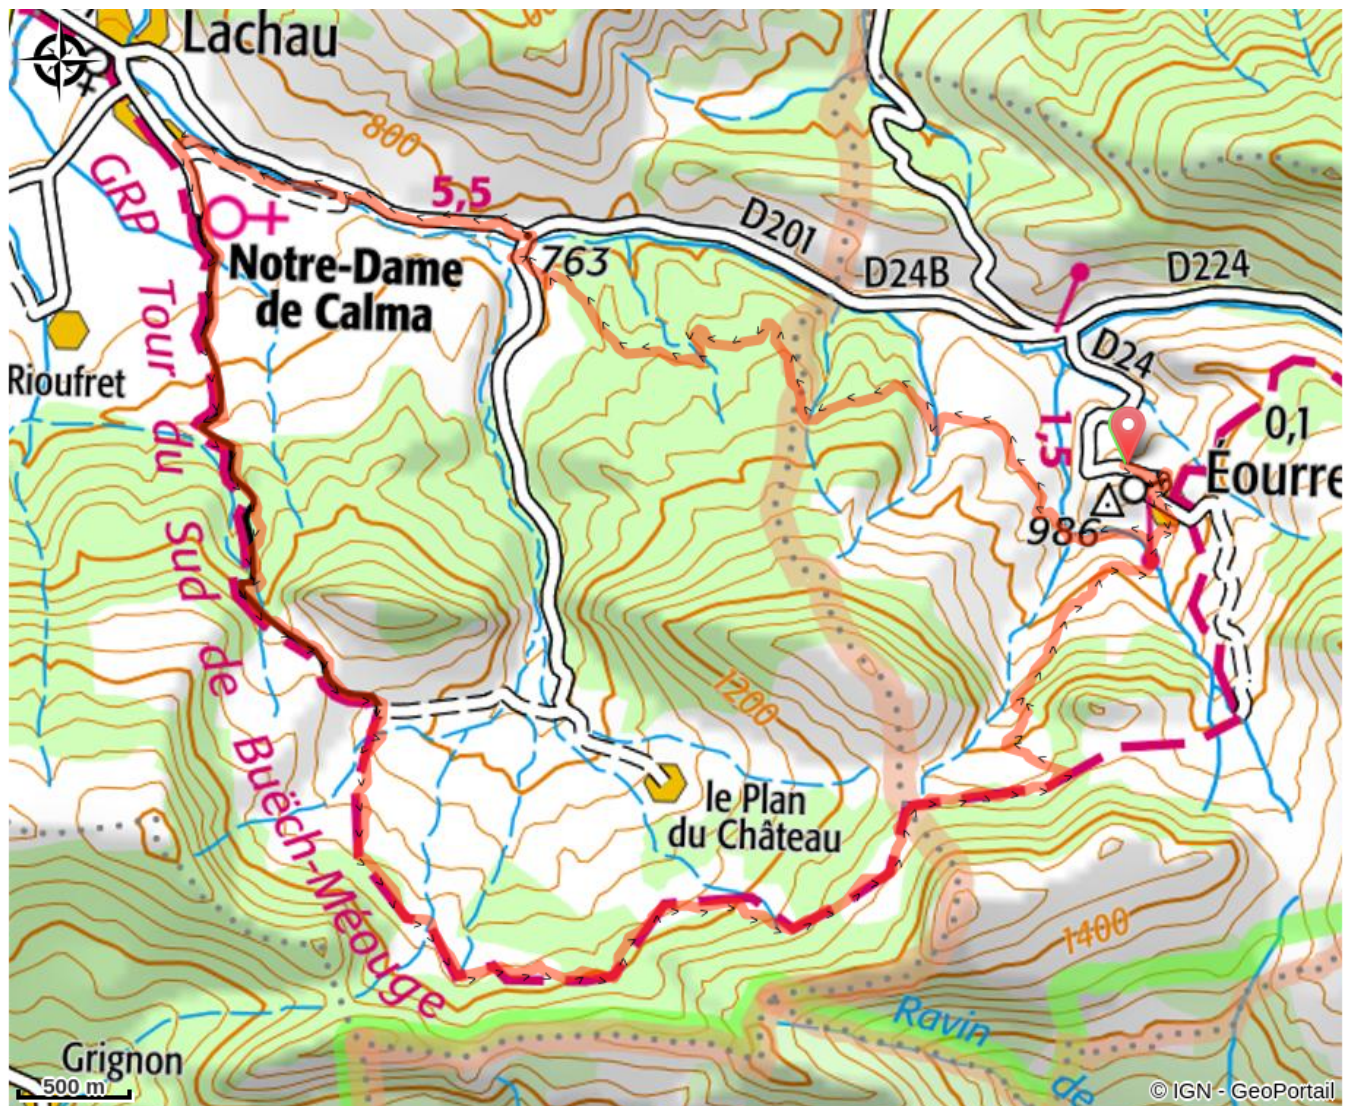 Lachau
800
GRP
5,5
D201
D24B
D224
763
Notre-Dame
de Calma
D24
Rioufret
Tour du Sud de Buëch-Méouge
1,5
0,1
Éourre
986
1200
le Plan
du Château
1400
Ravin
de
Grignon
500 m
© IGN - GeoPortail